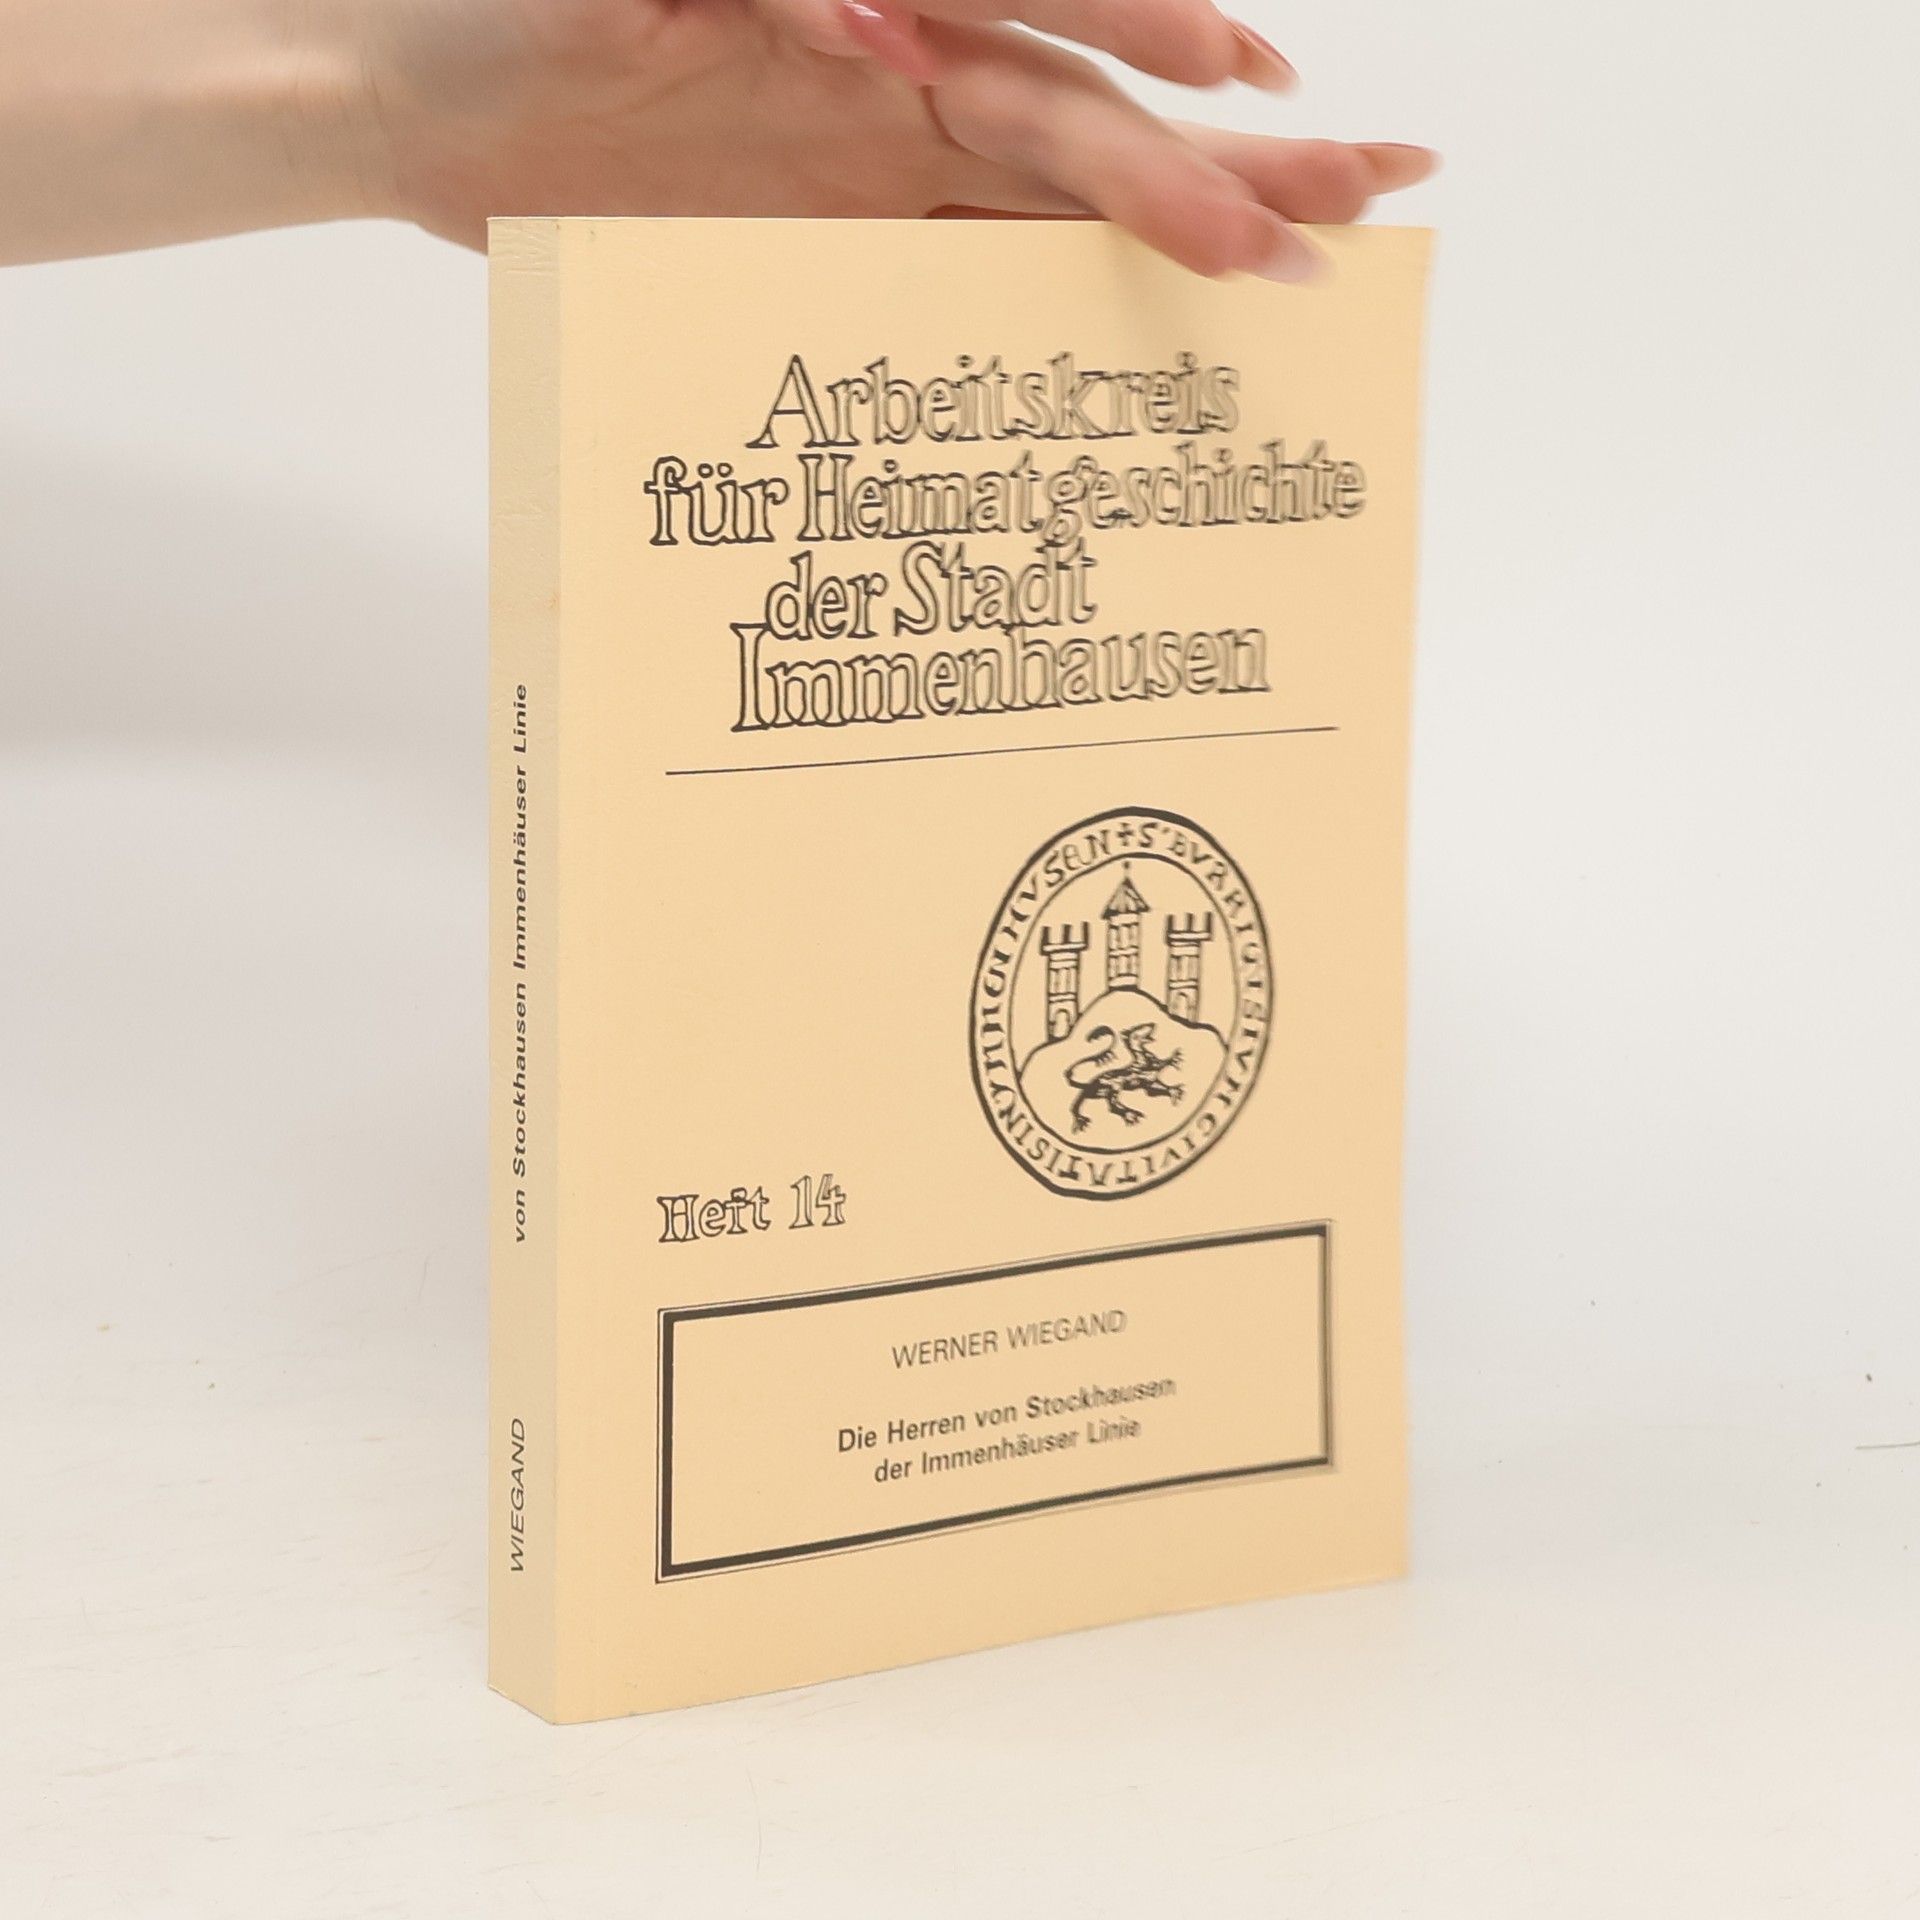 Arbeitskreis
für Heimatgeschichte
der Stadt
Immenhausen
Heft 14
WERNER WIEGAND
Die Herren von Stockhausen
der Immenhäuser Linie
WIEGAND von Stockhausen Immenhäuser Linie